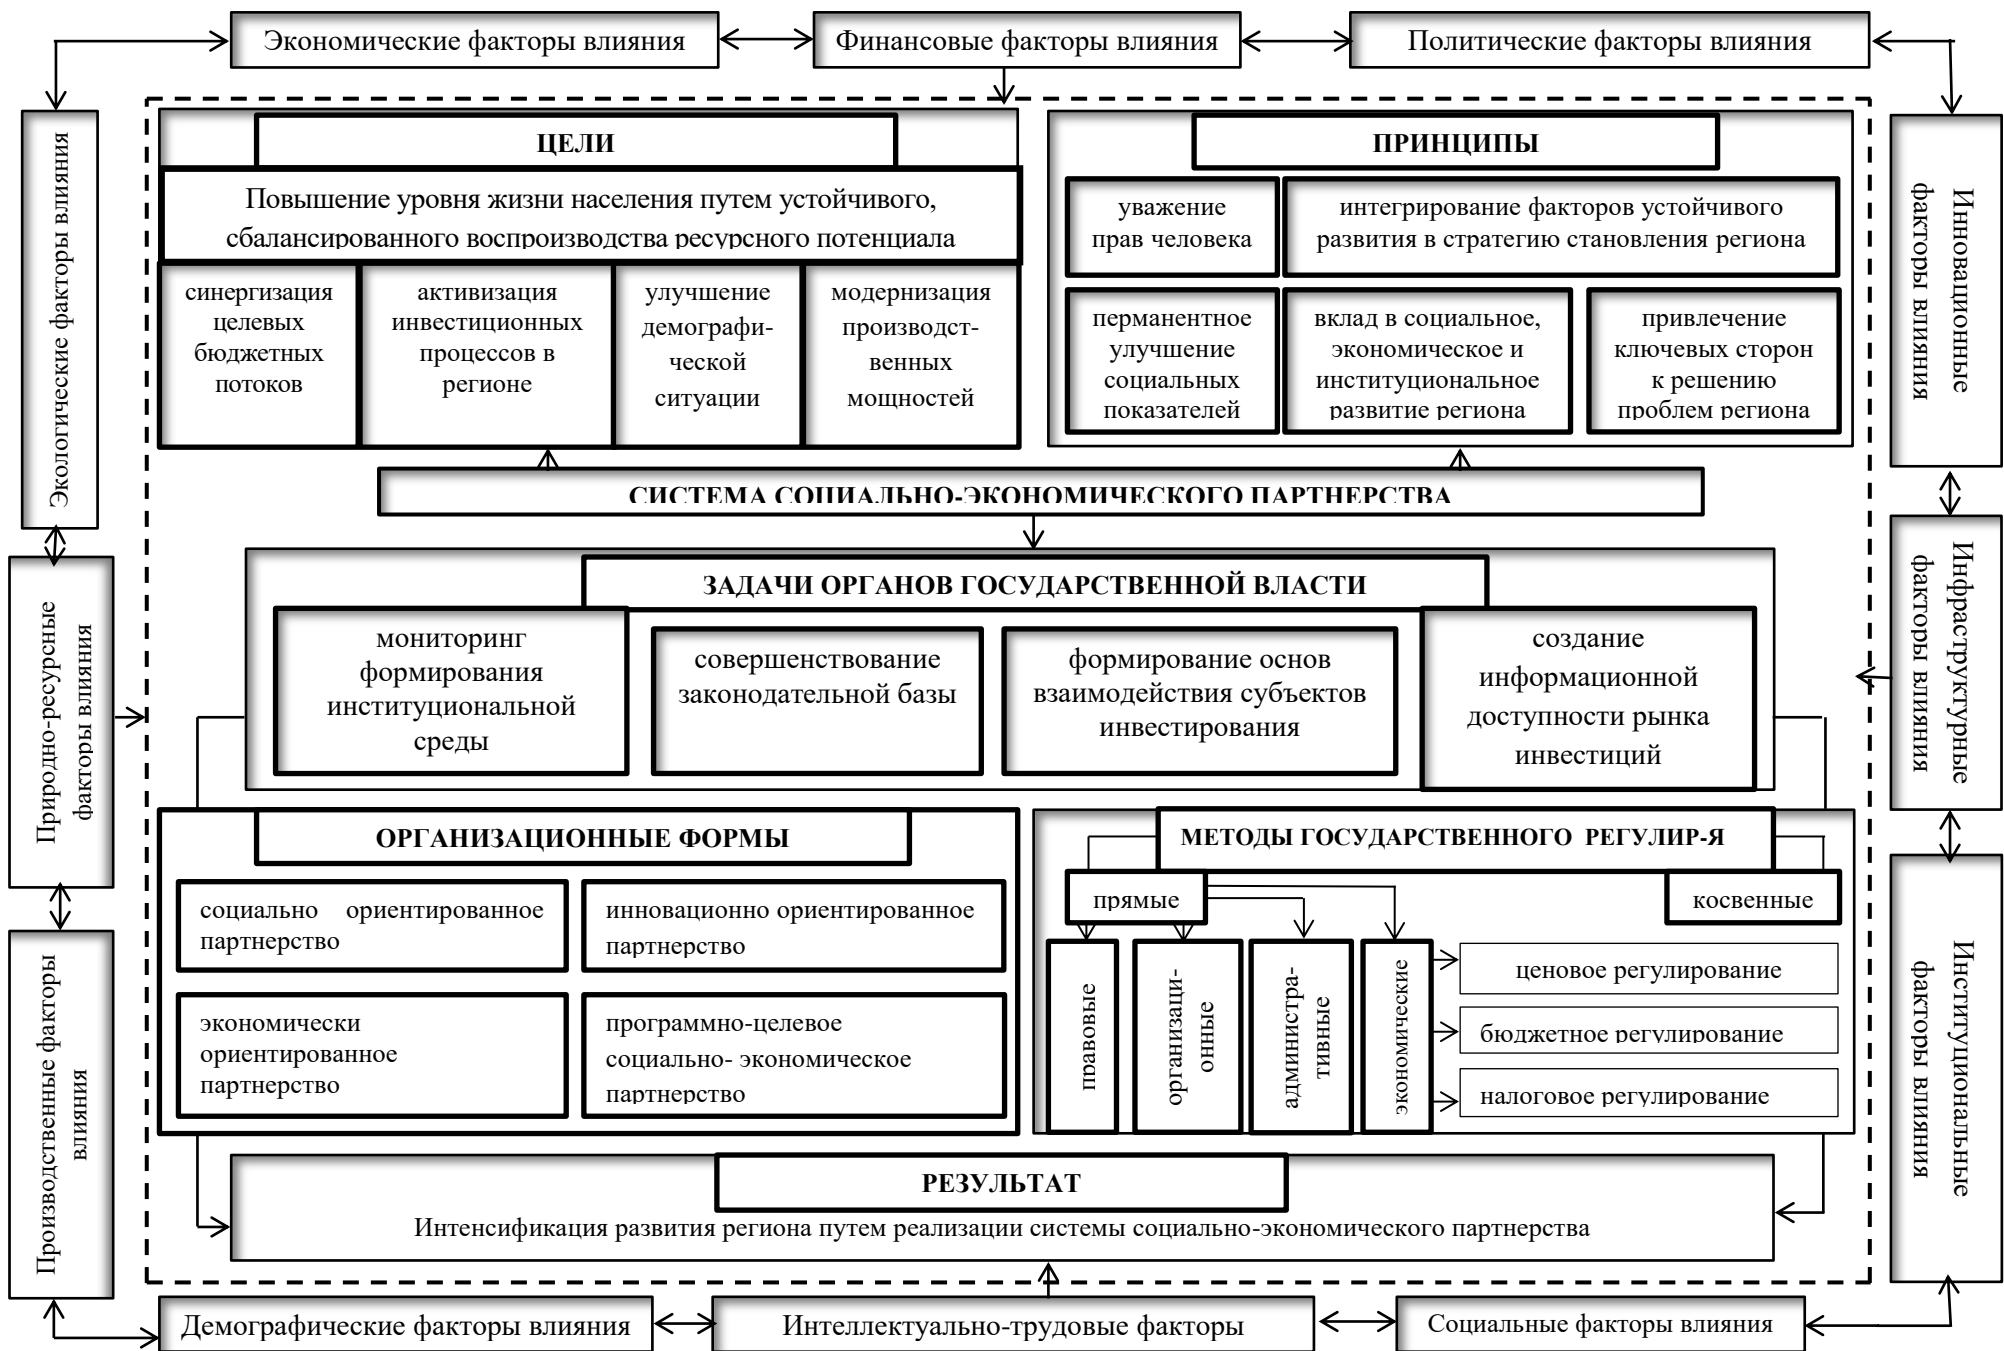 Экономические факторы влияния
Финансовые факторы влияния
Политические факторы влияния
Экологические факторы влияния
Природно-ресурсные
факторы влияния
Производственные факторы
влияния
ЦЕЛИ
Повышение уровня жизни населения путем устойчивого,
сбалансированного воспроизводства ресурсного потенциала
синергизация
целевых
бюджетных
потоков
активизация
инвестиционных
процессов в
регионе
улучшение
демографи-
ческой
ситуации
модернизация
производст-
венных
мощностей
ПРИНЦИПЫ
уважение
прав человека
интегрирование факторов устойчивого
развития в стратегию становления региона
перманентное
улучшение
социальных
показателей
вклад в социальное,
экономическое и
институциональное
развитие региона
привлечение
ключевых сторон
к решению
проблем региона
СИСТЕМА СОЦИАЛЬНО-ЭКОНОМИЧЕСКОГО ПАРТНЕРСТВА
ЗАДАЧИ ОРГАНОВ ГОСУДАРСТВЕННОЙ ВЛАСТИ
мониторинг
формирования
институциональной
среды
совершенствование
законодательной базы
формирование основ
взаимодействия субъектов
инвестирования
создание
информационной
доступности рынка
инвестиций
ОРГАНИЗАЦИОННЫЕ ФОРМЫ
социально ориентированное
партнерство
инновационно ориентированное
партнерство
экономически
ориентированное
партнерство
программно-целевое
социально- экономическое
партнерство
МЕТОДЫ ГОСУДАРСТВЕННОГО РЕГУЛИР-Я
прямые
косвенные
правовые
организаци-
онные
администра-
тивные
экономические
ценовое регулирование
бюджетное регулирование
налоговое регулирование
РЕЗУЛЬТАТ
Интенсификация развития региона путем реализации системы социально-экономического партнерства
Инновационные
факторы влияния
Инфраструктурные
факторы влияния
Институциональные
факторы влияния
Демографические факторы влияния
Интеллектуально-трудовые факторы
Социальные факторы влияния